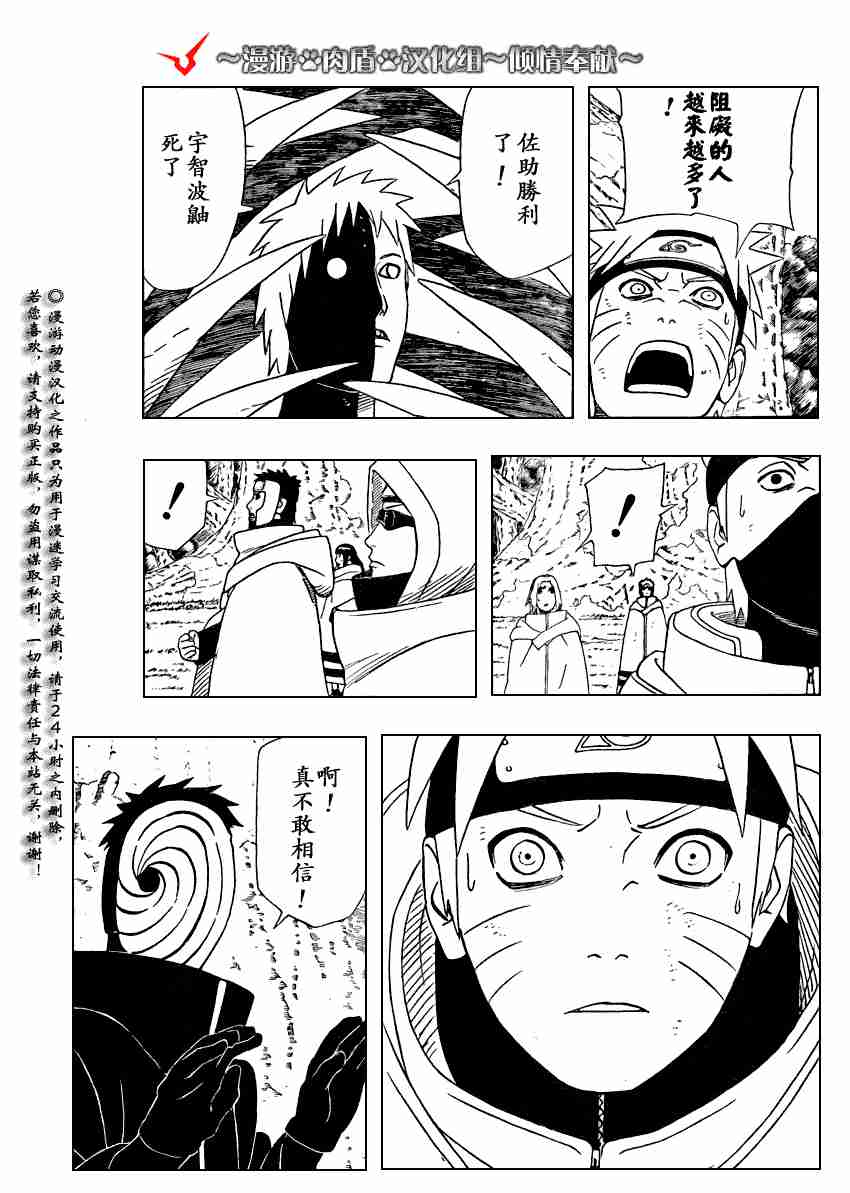 ～漫游 肉盾 汉化组～倾情奉献～
阻礙的人
越來越多了
！
佐助勝利
了！
宇智波鼬
死了
！
！
啊！
真不敢相信！
◎漫游动漫汉化之作品只为用于漫迷学习交流使用，请于24小时之内删除，
若您喜欢，请支持购买正版，勿盗用谋取私利，一切法律责任与本站无关，谢谢！